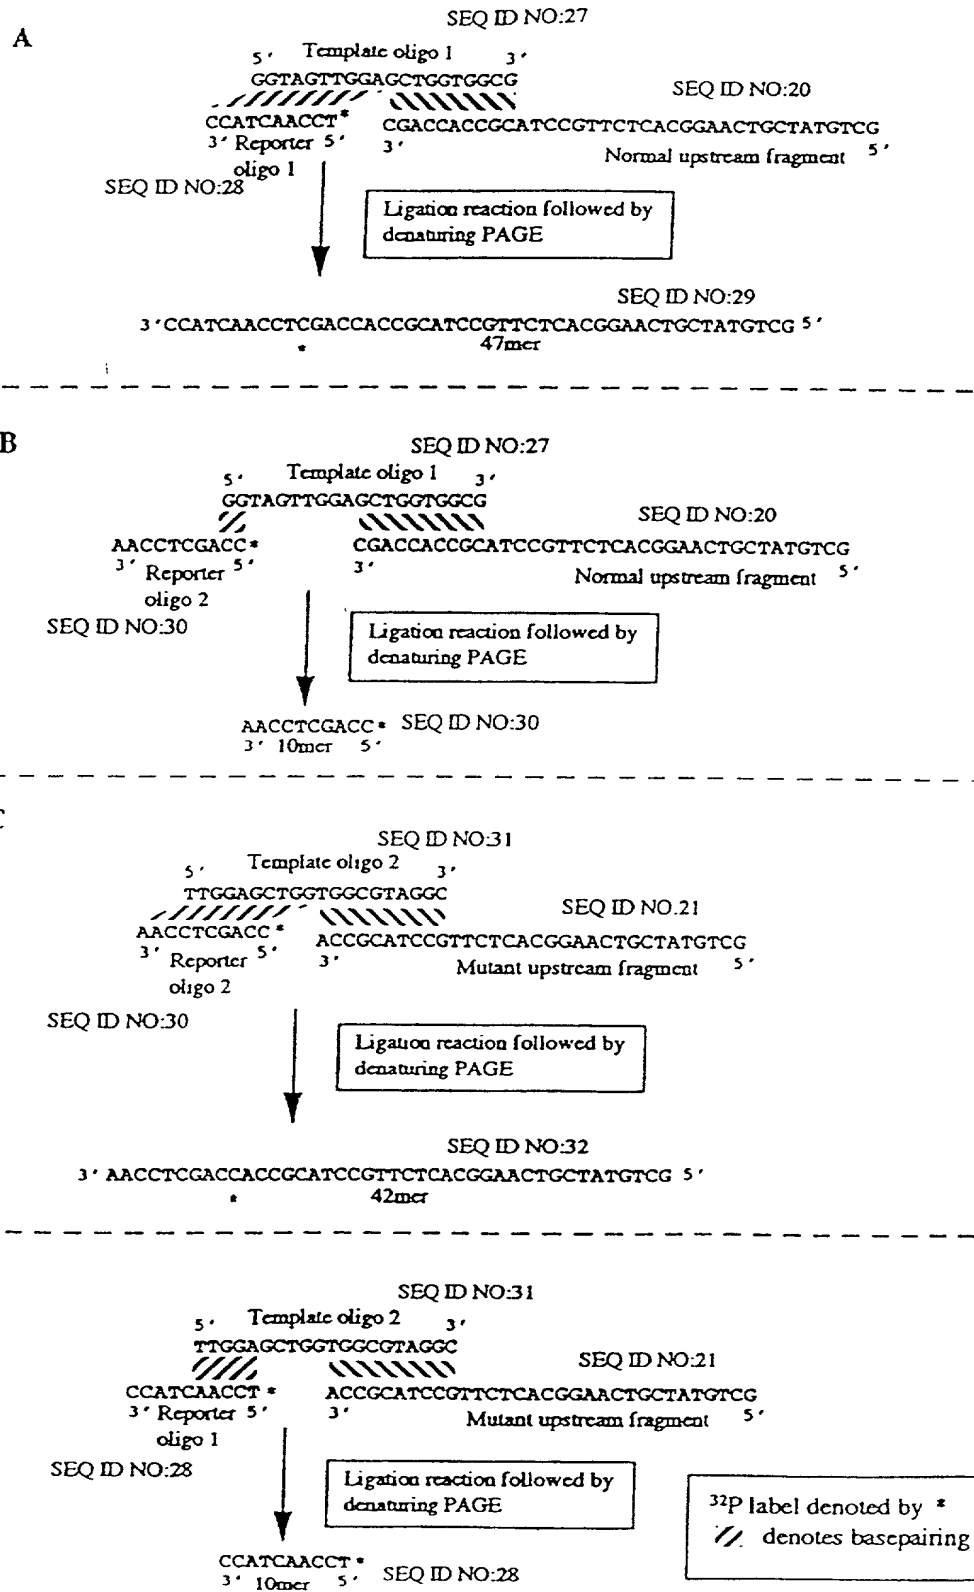 A
SEQ ID NO:27
5' Template oligo 1 3'
GGTAGTTGGAGCTGGTGGCG
SEQ ID NO:20
CCATCAACCT*
CGACCACCGCATCCGTTCTCACGGAACTGCTATGTCG
3' Reporter 5'
oligo 1
3'
Normal upstream fragment 5'
SEQ ID NO:28
Ligation reaction followed by
denaturing PAGE
SEQ ID NO:29
3'CCATCAACCTCGACCACCGCATCCGTTCTCACGGAACTGCTATGTCG 5'
* 47mer
B
SEQ ID NO:27
5' Template oligo 1 3'
GGTAGTTGGAGCTGGTGGCG
SEQ ID NO:20
AACCTCGACC*
CGACCACCGCATCCGTTCTCACGGAACTGCTATGTCG
3' Reporter 5'
oligo 2
3'
Normal upstream fragment 5'
SEQ ID NO:30
Ligation reaction followed by
denaturing PAGE
AACCTCGACC* SEQ ID NO:30
3' 10mer 5'
SEQ ID NO:31
5' Template oligo 2 3'
TTGGAGCTGGTGGCGTAGGC
SEQ ID NO.21
AACCTCGACC *
ACCGCATCCGTTCTCACGGAACTGCTATGTCG
3' Reporter 5'
oligo 2
3'
Mutant upstream fragment 5'
SEQ ID NO:30
Ligation reaction followed by
denaturing PAGE
SEQ ID NO:32
3' AACCTCGACCACCGCATCCGTTCTCACGGAACTGCTATGTCG 5'
* 42mer
SEQ ID NO:31
5' Template oligo 2 3'
TTGGAGCTGGTGGCGTAGGC
SEQ ID NO:21
CCATCAACCT *
ACCGCATCCGTTCTCACGGAACTGCTATGTCG
3' Reporter 5'
oligo 1
3'
Mutant upstream fragment 5'
SEQ ID NO:28
Ligation reaction followed by
denaturing PAGE
CCATCAACCT* SEQ ID NO:28
3' 10mer 5'
32P label denoted by *
denotes basepairing